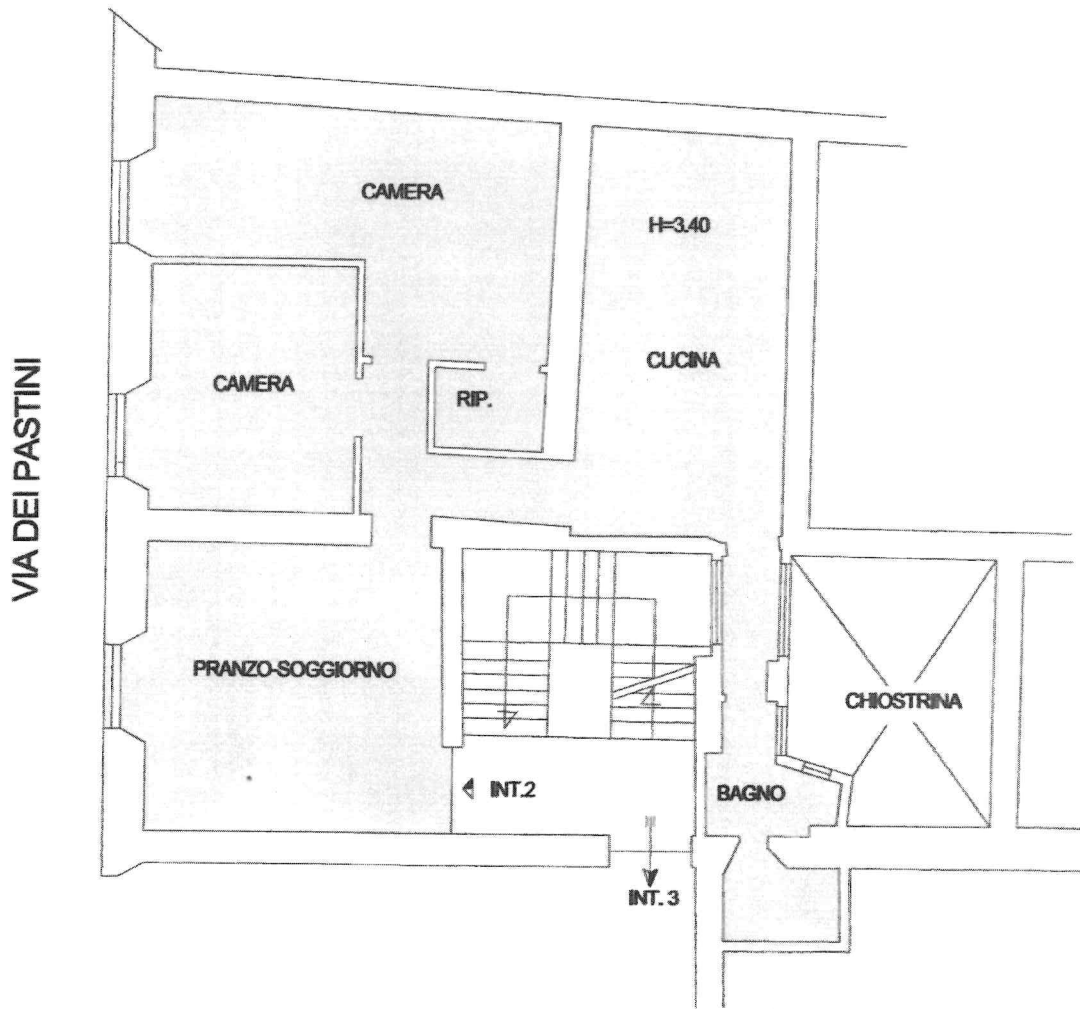 CAMERA
H=3.40
CUCINA
CAMERA
RIP.
VIA DEI PASTINI
PRANZO-SOGGIORNO
CHIOSTRINA
INT.2
BAGNO
INT. 3